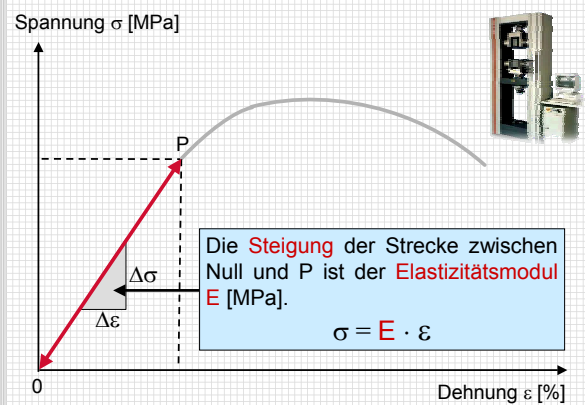 Spannung σ [MPa]
P
Δσ
Δε
Die Steigung der Strecke zwischen
Null und P ist der Elastizitätsmodul
E [MPa].
σ = E · ε
0
Dehnung ε [%]